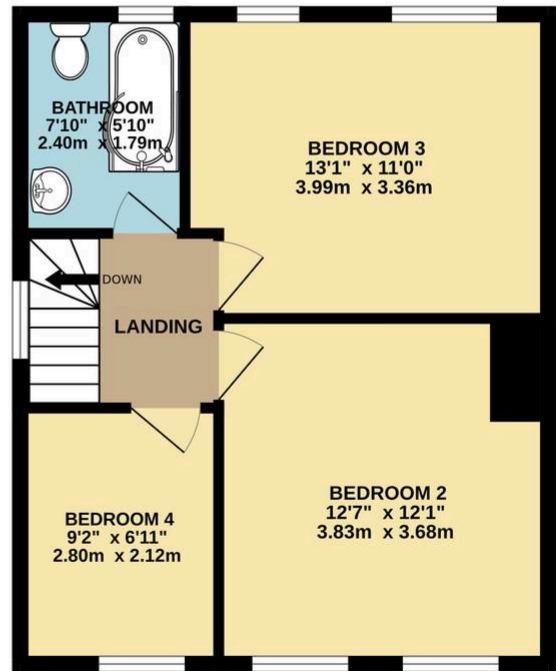 BATHROOM
7'10" x 5'10"
2.40m x 1.79m
BEDROOM 3
13'1" x 11'0"
3.99m x 3.36m
DOWN
LANDING
BEDROOM 4
9'2" x 6'11"
2.80m x 2.12m
BEDROOM 2
12'7" x 12'1"
3.83m x 3.68m